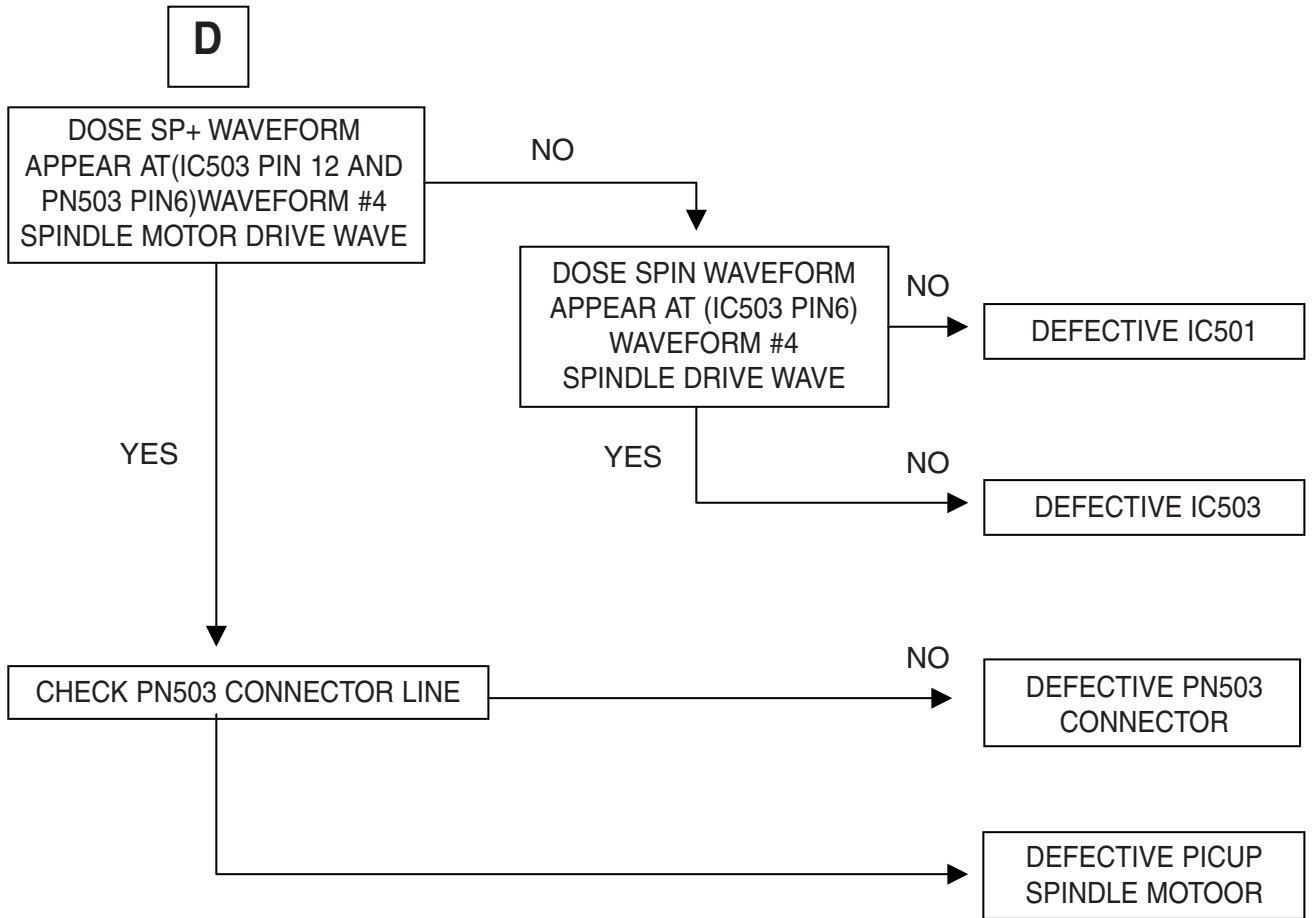 D
DOSE SP+ WAVEFORM
APPEAR AT(IC503 PIN 12 AND
PN503 PIN6)WAVEFORM #4
SPINDLE MOTOR DRIVE WAVE
NO
DOSE SPIN WAVEFORM
APPEAR AT (IC503 PIN6)
WAVEFORM #4
SPINDLE DRIVE WAVE
NO
DEFECTIVE IC501
YES
YES
NO
DEFECTIVE IC503
CHECK PN503 CONNECTOR LINE
NO
DEFECTIVE PN503
CONNECTOR
DEFECTIVE PICUP
SPINDLE MOTOOR